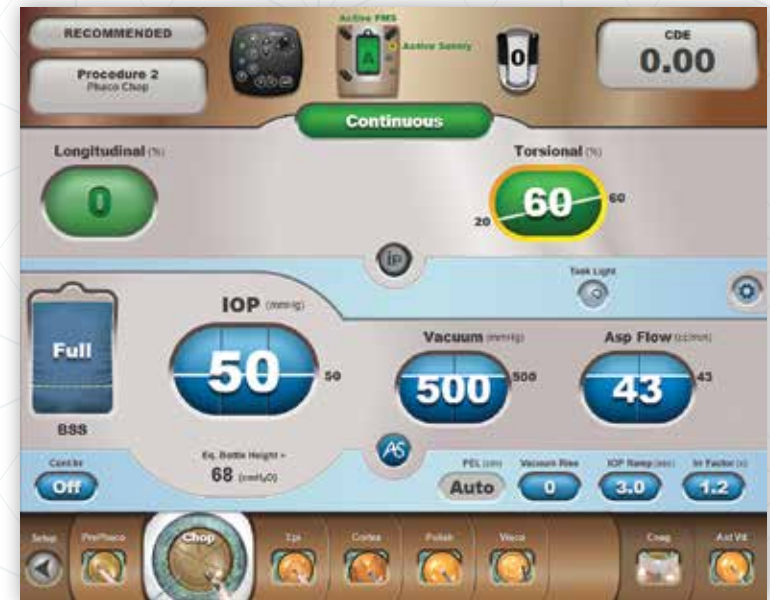 RECOMMENDED
Procedure 2
Phaco Chop
Active FMS
A
Active Sentry
0
CDE
0.00
Continuous
Longitudinal (%)
0
Torsional (%)
20
60
60
iP
Task Light
Full
BSS
IOP (mmHg)
50
50
Vacuum (mmHg)
500
500
Asp Flow (cc/min)
43
43
Eq. Bottle Height =
68 (cmH₂O)
AS
Cont.Irr
Off
PEL (cm)
Auto
Vacuum Rise
0
IOP Ramp (sec)
3.0
Irr Factor (x)
1.2
Setup
PrePhaco
Chop
Epi
Cortex
Polish
Visco
Coag
Ant Vit